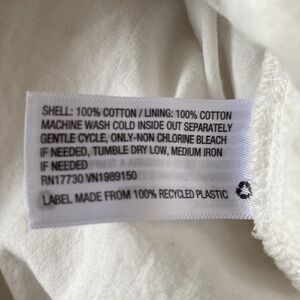 SHELL: 100% COTTON / LINING: 100% COTTON
MACHINE WASH COLD INSIDE OUT SEPARATELY
GENTLE CYCLE, ONLY-NON CHLORINE BLEACH
IF NEEDED, TUMBLE DRY LOW, MEDIUM IRON
IF NEEDED
RN17730 VN1989150
LABEL MADE FROM 100% RECYCLED PLASTIC